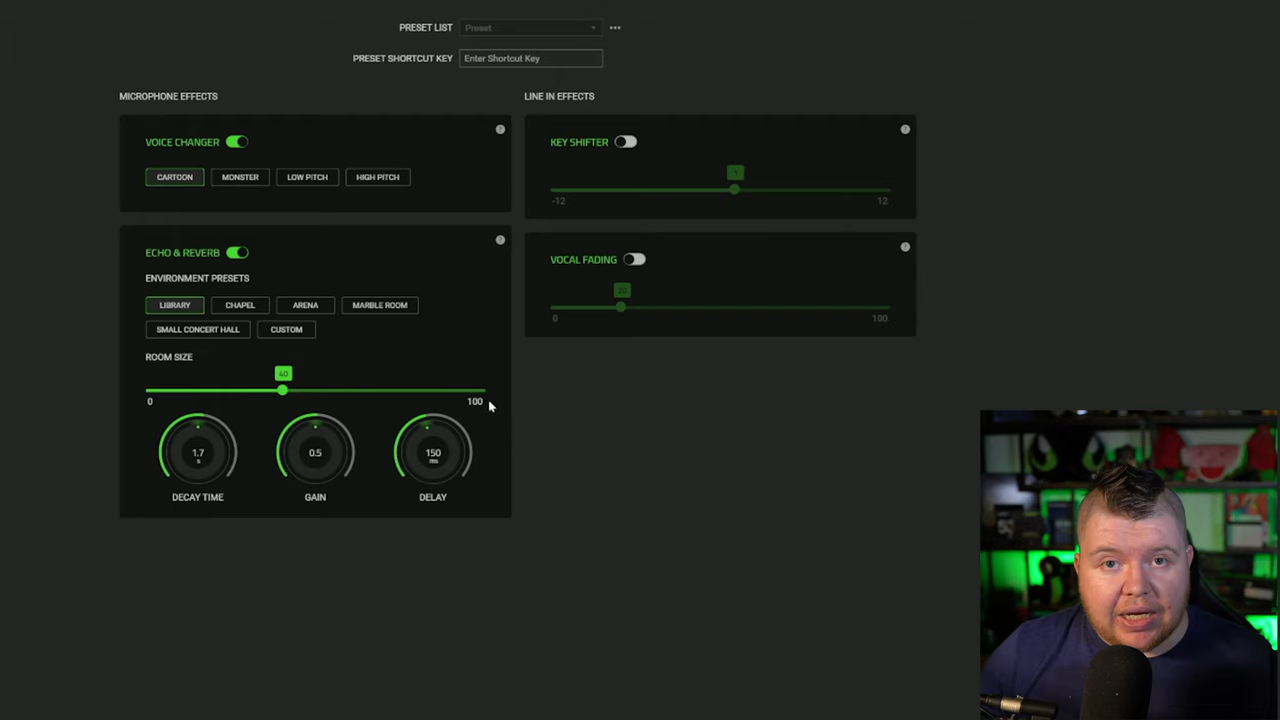 PRESET LIST Preset
PRESET SHORTCUT KEY Enter Shortcut Key
MICROPHONE EFFECTS
VOICE CHANGER
CARTOON MONSTER LOW PITCH HIGH PITCH
ECHO & REVERB
ENVIRONMENT PRESETS
LIBRARY CHAPEL ARENA MARBLE ROOM
SMALL CONCERT HALL CUSTOM
ROOM SIZE
40
0 100
1.7 s 0.5 150 ms
DECAY TIME GAIN DELAY
LINE IN EFFECTS
KEY SHIFTER
1
-12 12
VOCAL FADING
20
0 100